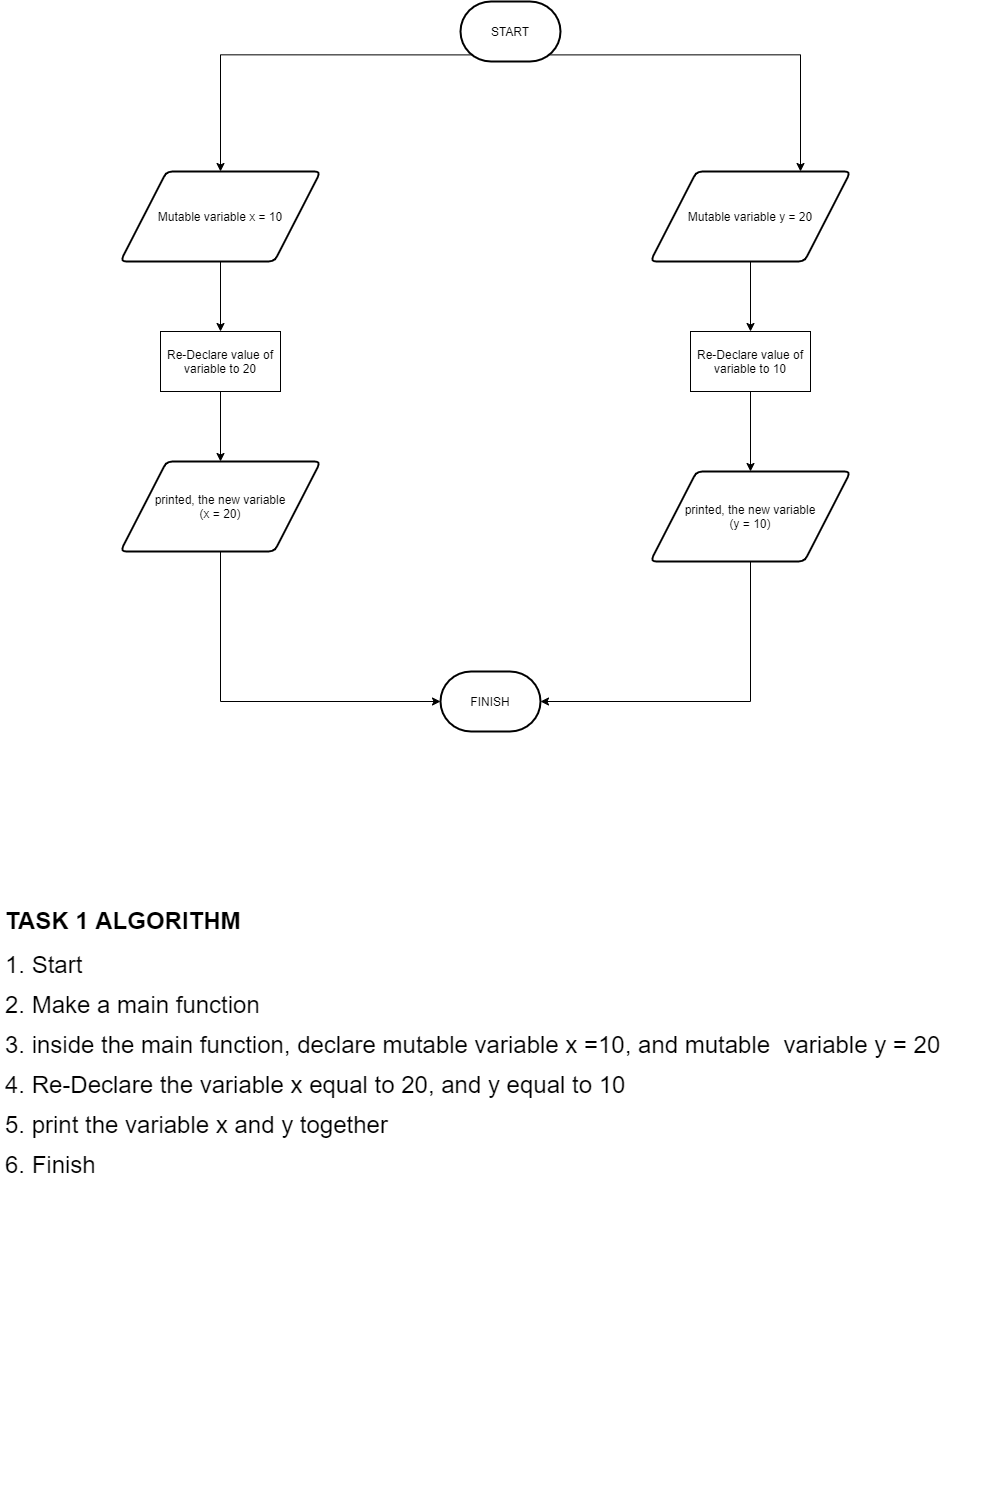 START
Mutable variable x = 10
Mutable variable y = 20
Re-Declare value of
variable to 20
Re-Declare value of
variable to 10
printed, the new variable
(x = 20)
printed, the new variable
(y = 10)
FINISH
TASK 1 ALGORITHM
1. Start
2. Make a main function
3. inside the main function, declare mutable variable x =10, and mutable  variable y = 20
4. Re-Declare the variable x equal to 20, and y equal to 10
5. print the variable x and y together
6. Finish